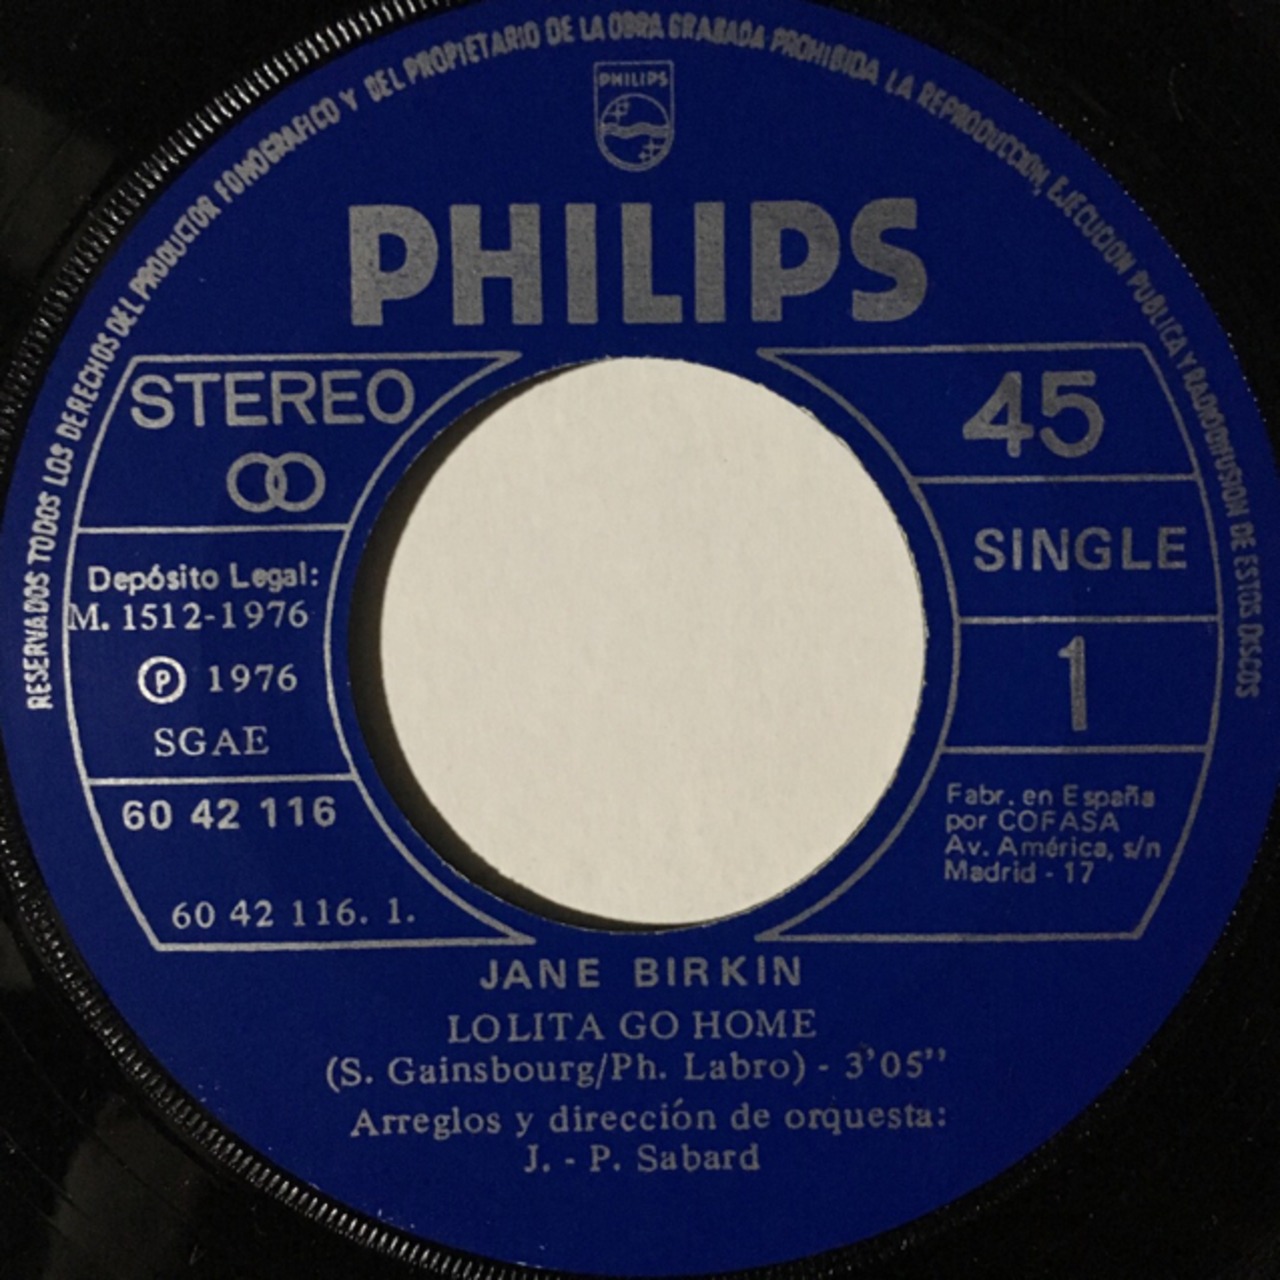 RESERVADOS TODOS LOS DERECHOS DEL PRODUCTOR FONOGRAFICO Y DEL PROPIETARIO DE LA OBRA GRABADA PROHIBIDA LA REPRODUCCION, EJECUCION PUBLICA Y RADIODIFUSION DE ESTOS DISCOS
PHILIPS
PHILIPS
STEREO
Depósito Legal:
M. 1512-1976
Ⓟ 1976
SGAE
60 42 116
60 42 116. 1.
45
SINGLE
1
Fabr. en España
por COFASA
Av. América, s/n
Madrid - 17
JANE BIRKIN
LOLITA GO HOME
(S. Gainsbourg/Ph. Labro) - 3'05"
Arreglos y dirección de orquesta:
J. - P. Sabard